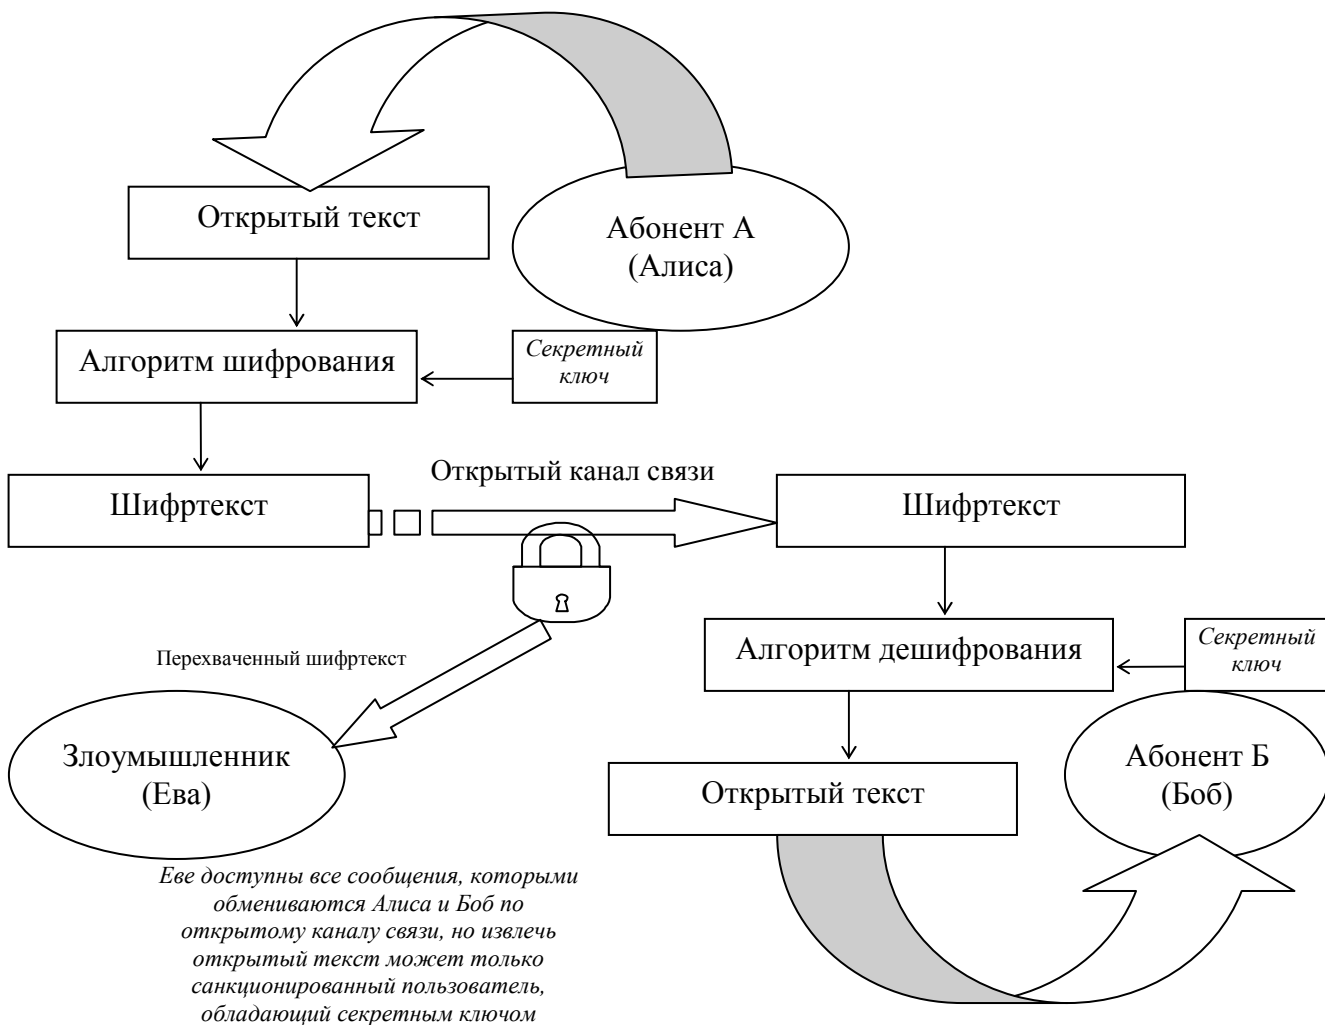 Открытый текст
Абонент А
(Алиса)
Алгоритм шифрования
Секретный
ключ
Открытый канал связи
Шифртекст
Шифртекст
Перехваченный шифртекст
Алгоритм дешифрования
Секретный
ключ
Злоумышленник
(Ева)
Абонент Б
(Боб)
Открытый текст
Еве доступны все сообщения, которыми
обмениваются Алиса и Боб по
открытому каналу связи, но извлечь
открытый текст может только
санкционированный пользователь,
обладающий секретным ключом